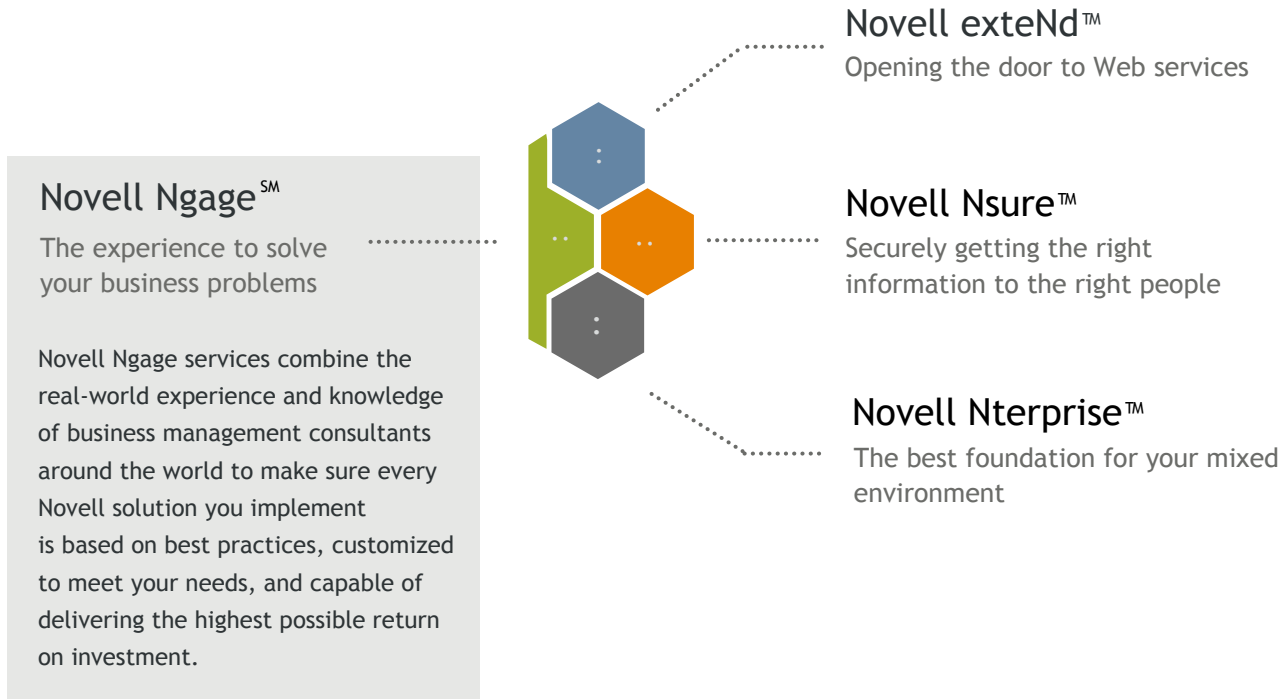 Novell exteNd™
Opening the door to Web services
Novell Ngage℠
The experience to solve
your business problems
Novell Ngage services combine the
real-world experience and knowledge
of business management consultants
around the world to make sure every
Novell solution you implement
is based on best practices, customized
to meet your needs, and capable of
delivering the highest possible return
on investment.
Novell Nsure™
Securely getting the right
information to the right people
Novell Nterprise™
The best foundation for your mixed
environment